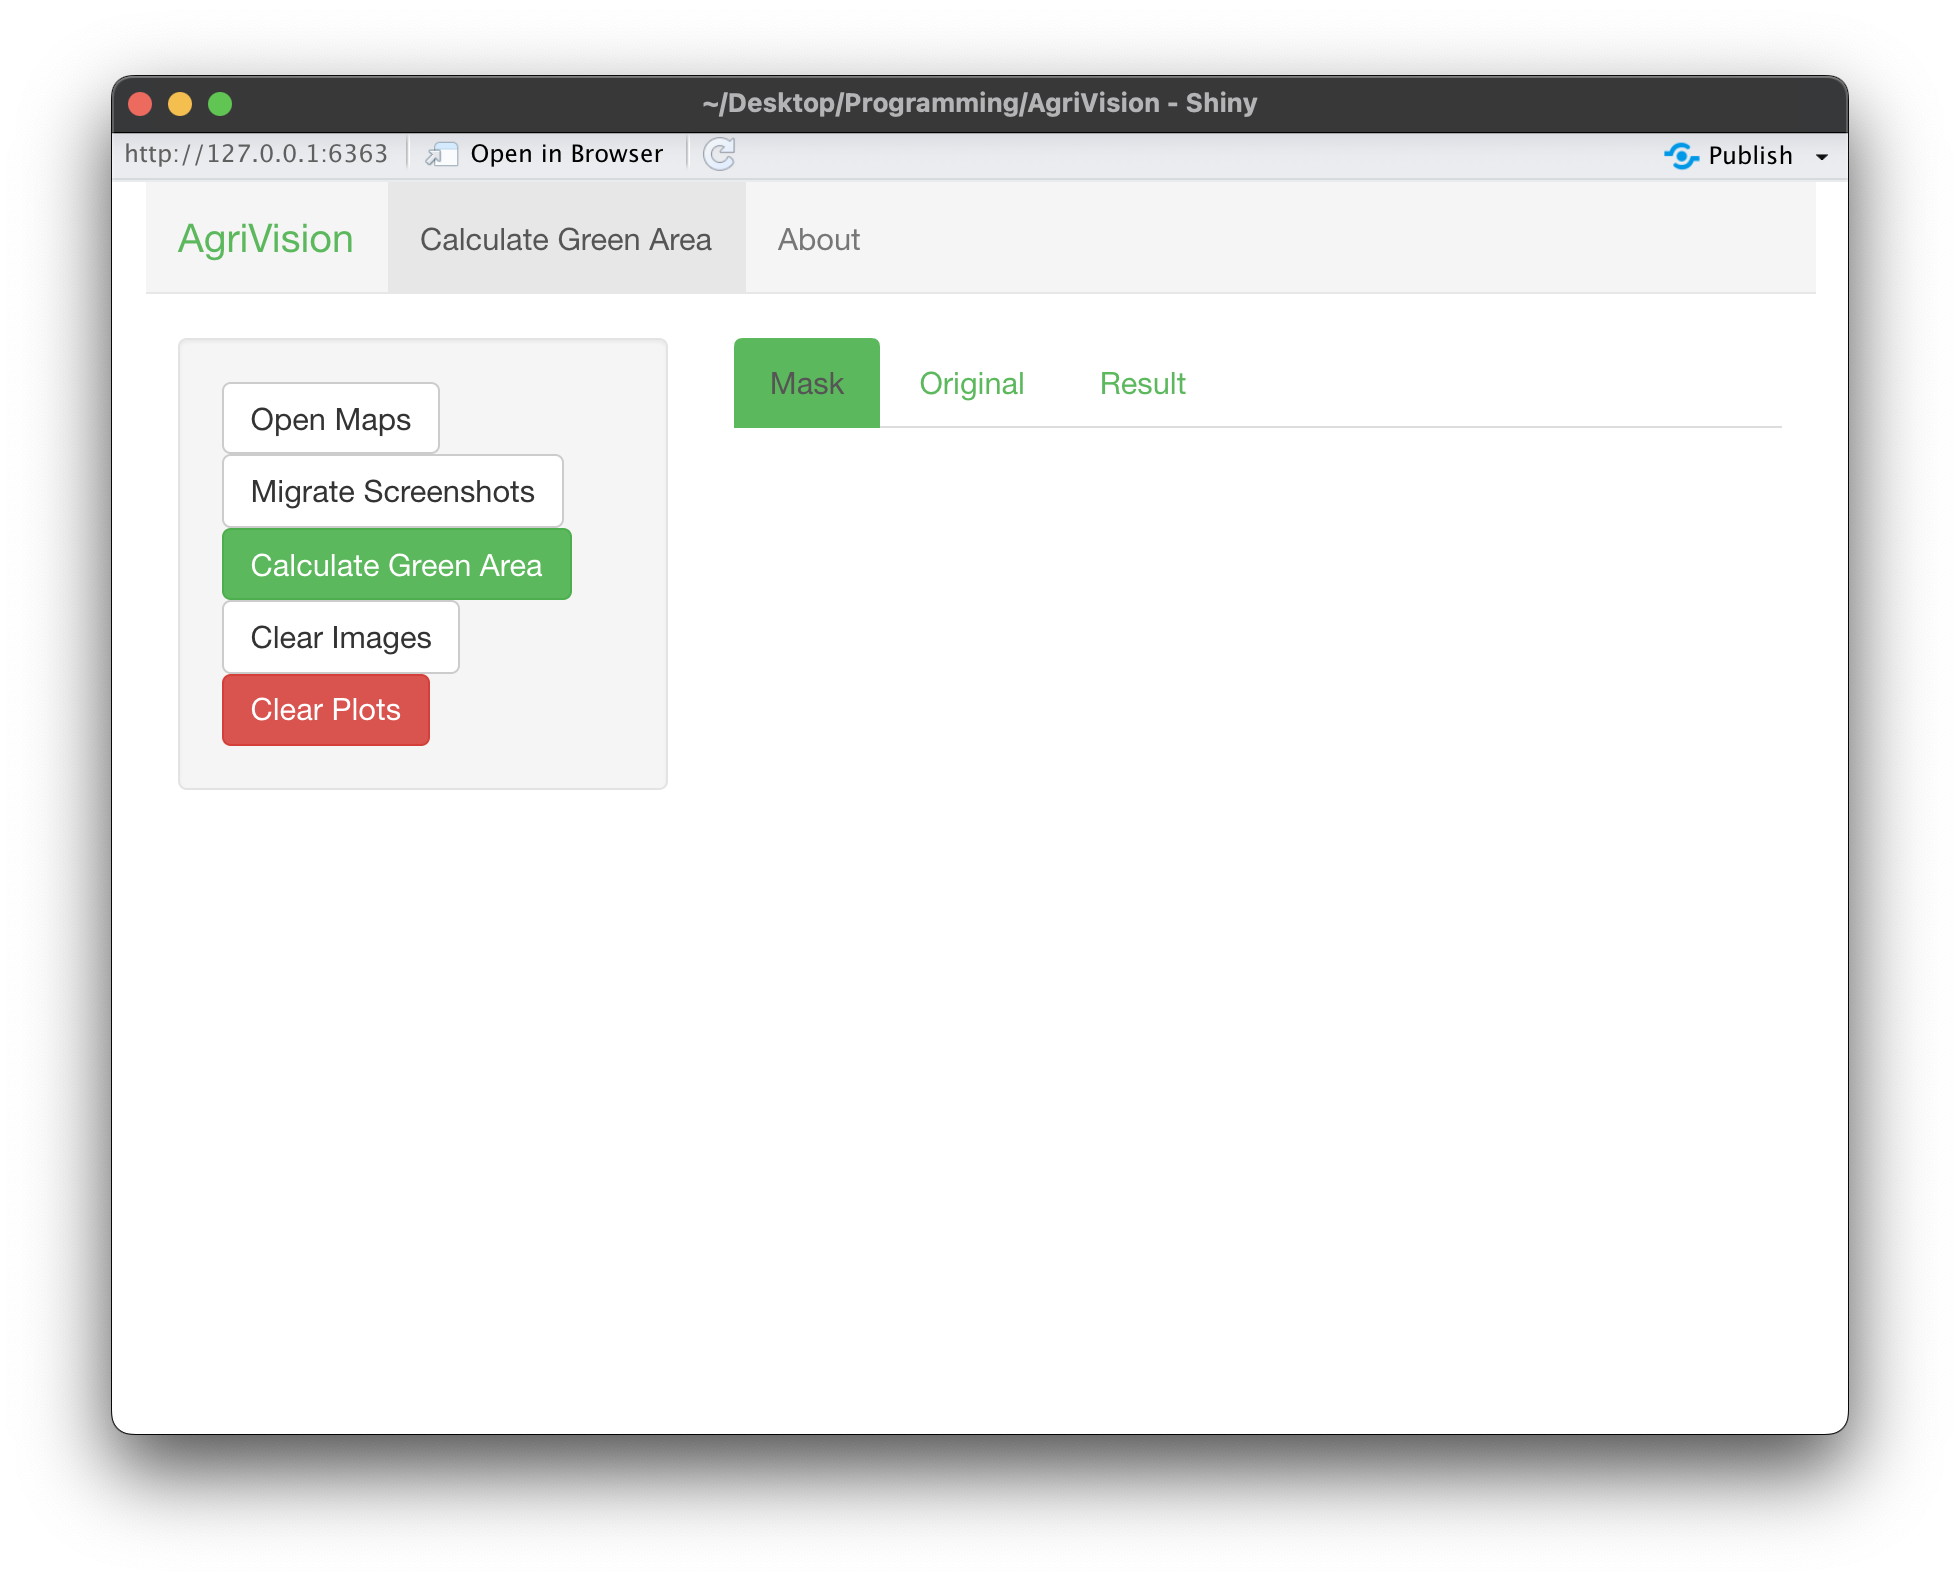 ~/Desktop/Programming/AgriVision - Shiny
http://127.0.0.1:6363 Open in Browser Publish
AgriVision Calculate Green Area About
Mask Original Result
Open Maps
Migrate Screenshots
Calculate Green Area
Clear Images
Clear Plots